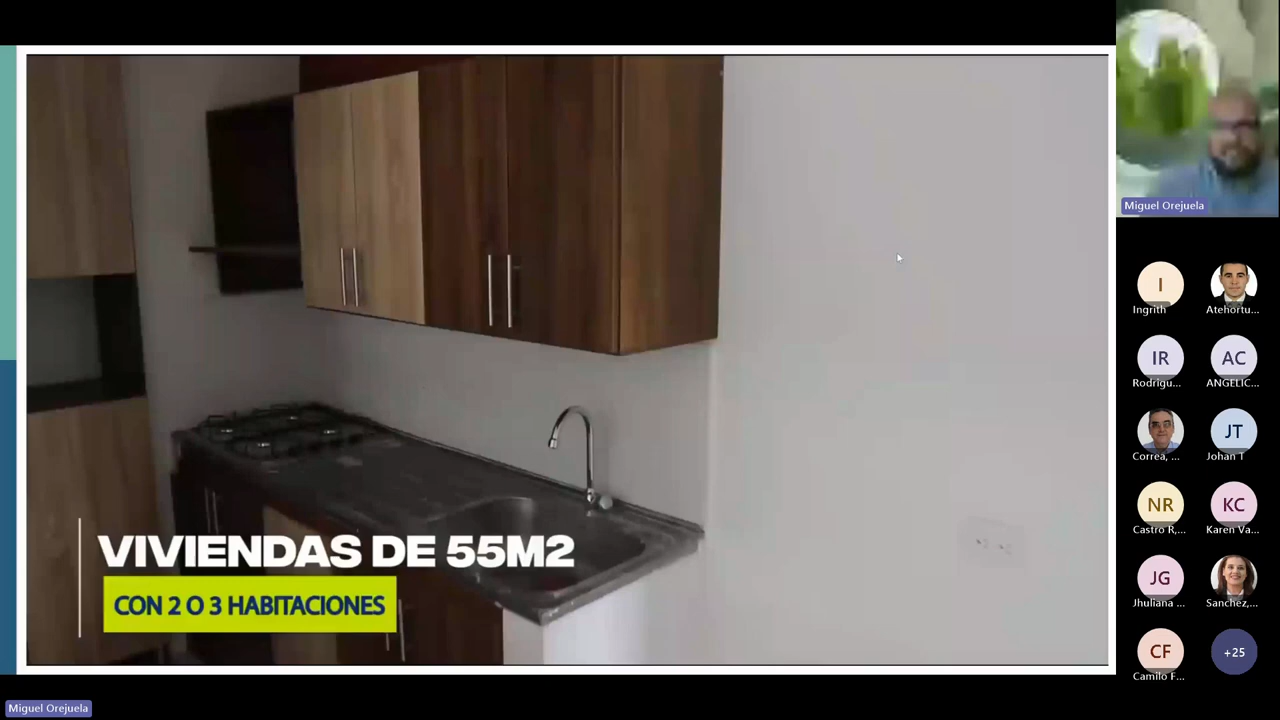 VIVIENDAS DE 55M2
CON 2 O 3 HABITACIONES
Miguel Orejuela
I
Ingrith
Atehortu...
IR
Rodrigu...
AC
ANGELIC...
Correa, ...
JT
Johan T
NR
Castro R,...
KC
Karen Va...
JG
Jhuliana ...
Sanchez,...
CF
Camilo F...
+25
Miguel Orejuela